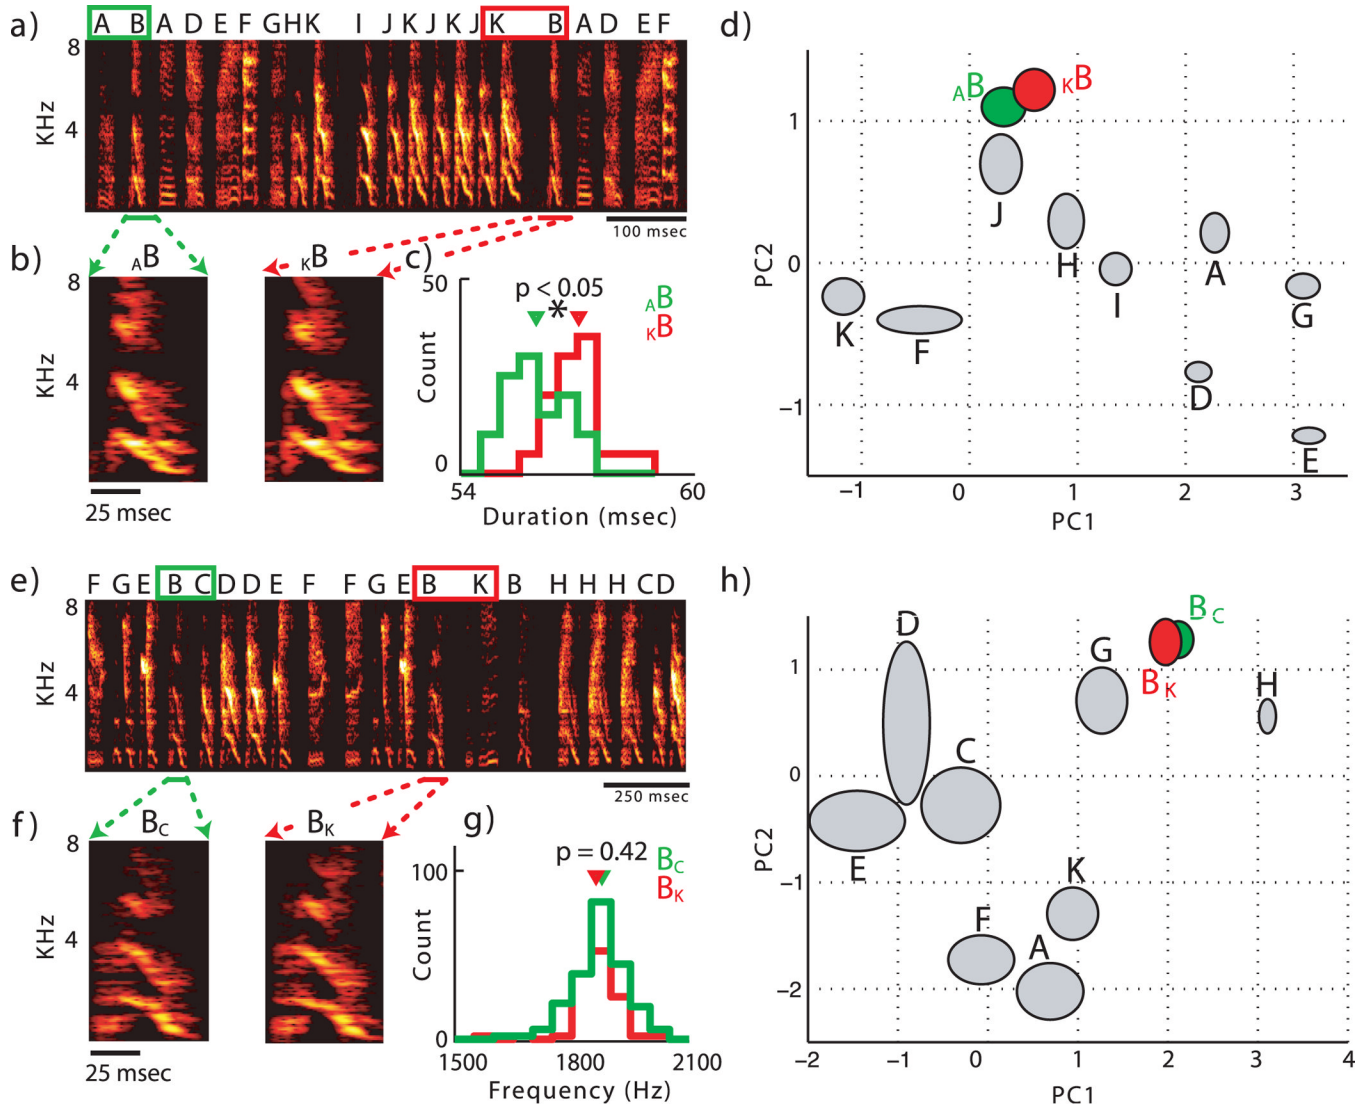 a)
A B A D E F G H K I J K J K J K B A D E F
8
4
KHz
100 msec
b)
AB
KB
8
4
KHz
25 msec
c)
50
0
Count
p < 0.05
*
AB
KB
54
60
Duration (msec)
d)
AB
KB
J
H
I
A
G
K
F
D
E
1
0
−1
PC2
−1
0
1
2
3
PC1
e)
F G E B C D D E F F G E B K B H H H C D
8
4
KHz
250 msec
f)
BC
BK
8
4
KHz
25 msec
g)
100
0
Count
p = 0.42
BC
BK
1500
1800
2100
Frequency (Hz)
h)
D
BC
G
BK
H
C
E
K
F
A
1
0
−1
−2
PC2
−2
−1
0
1
2
3
4
PC1